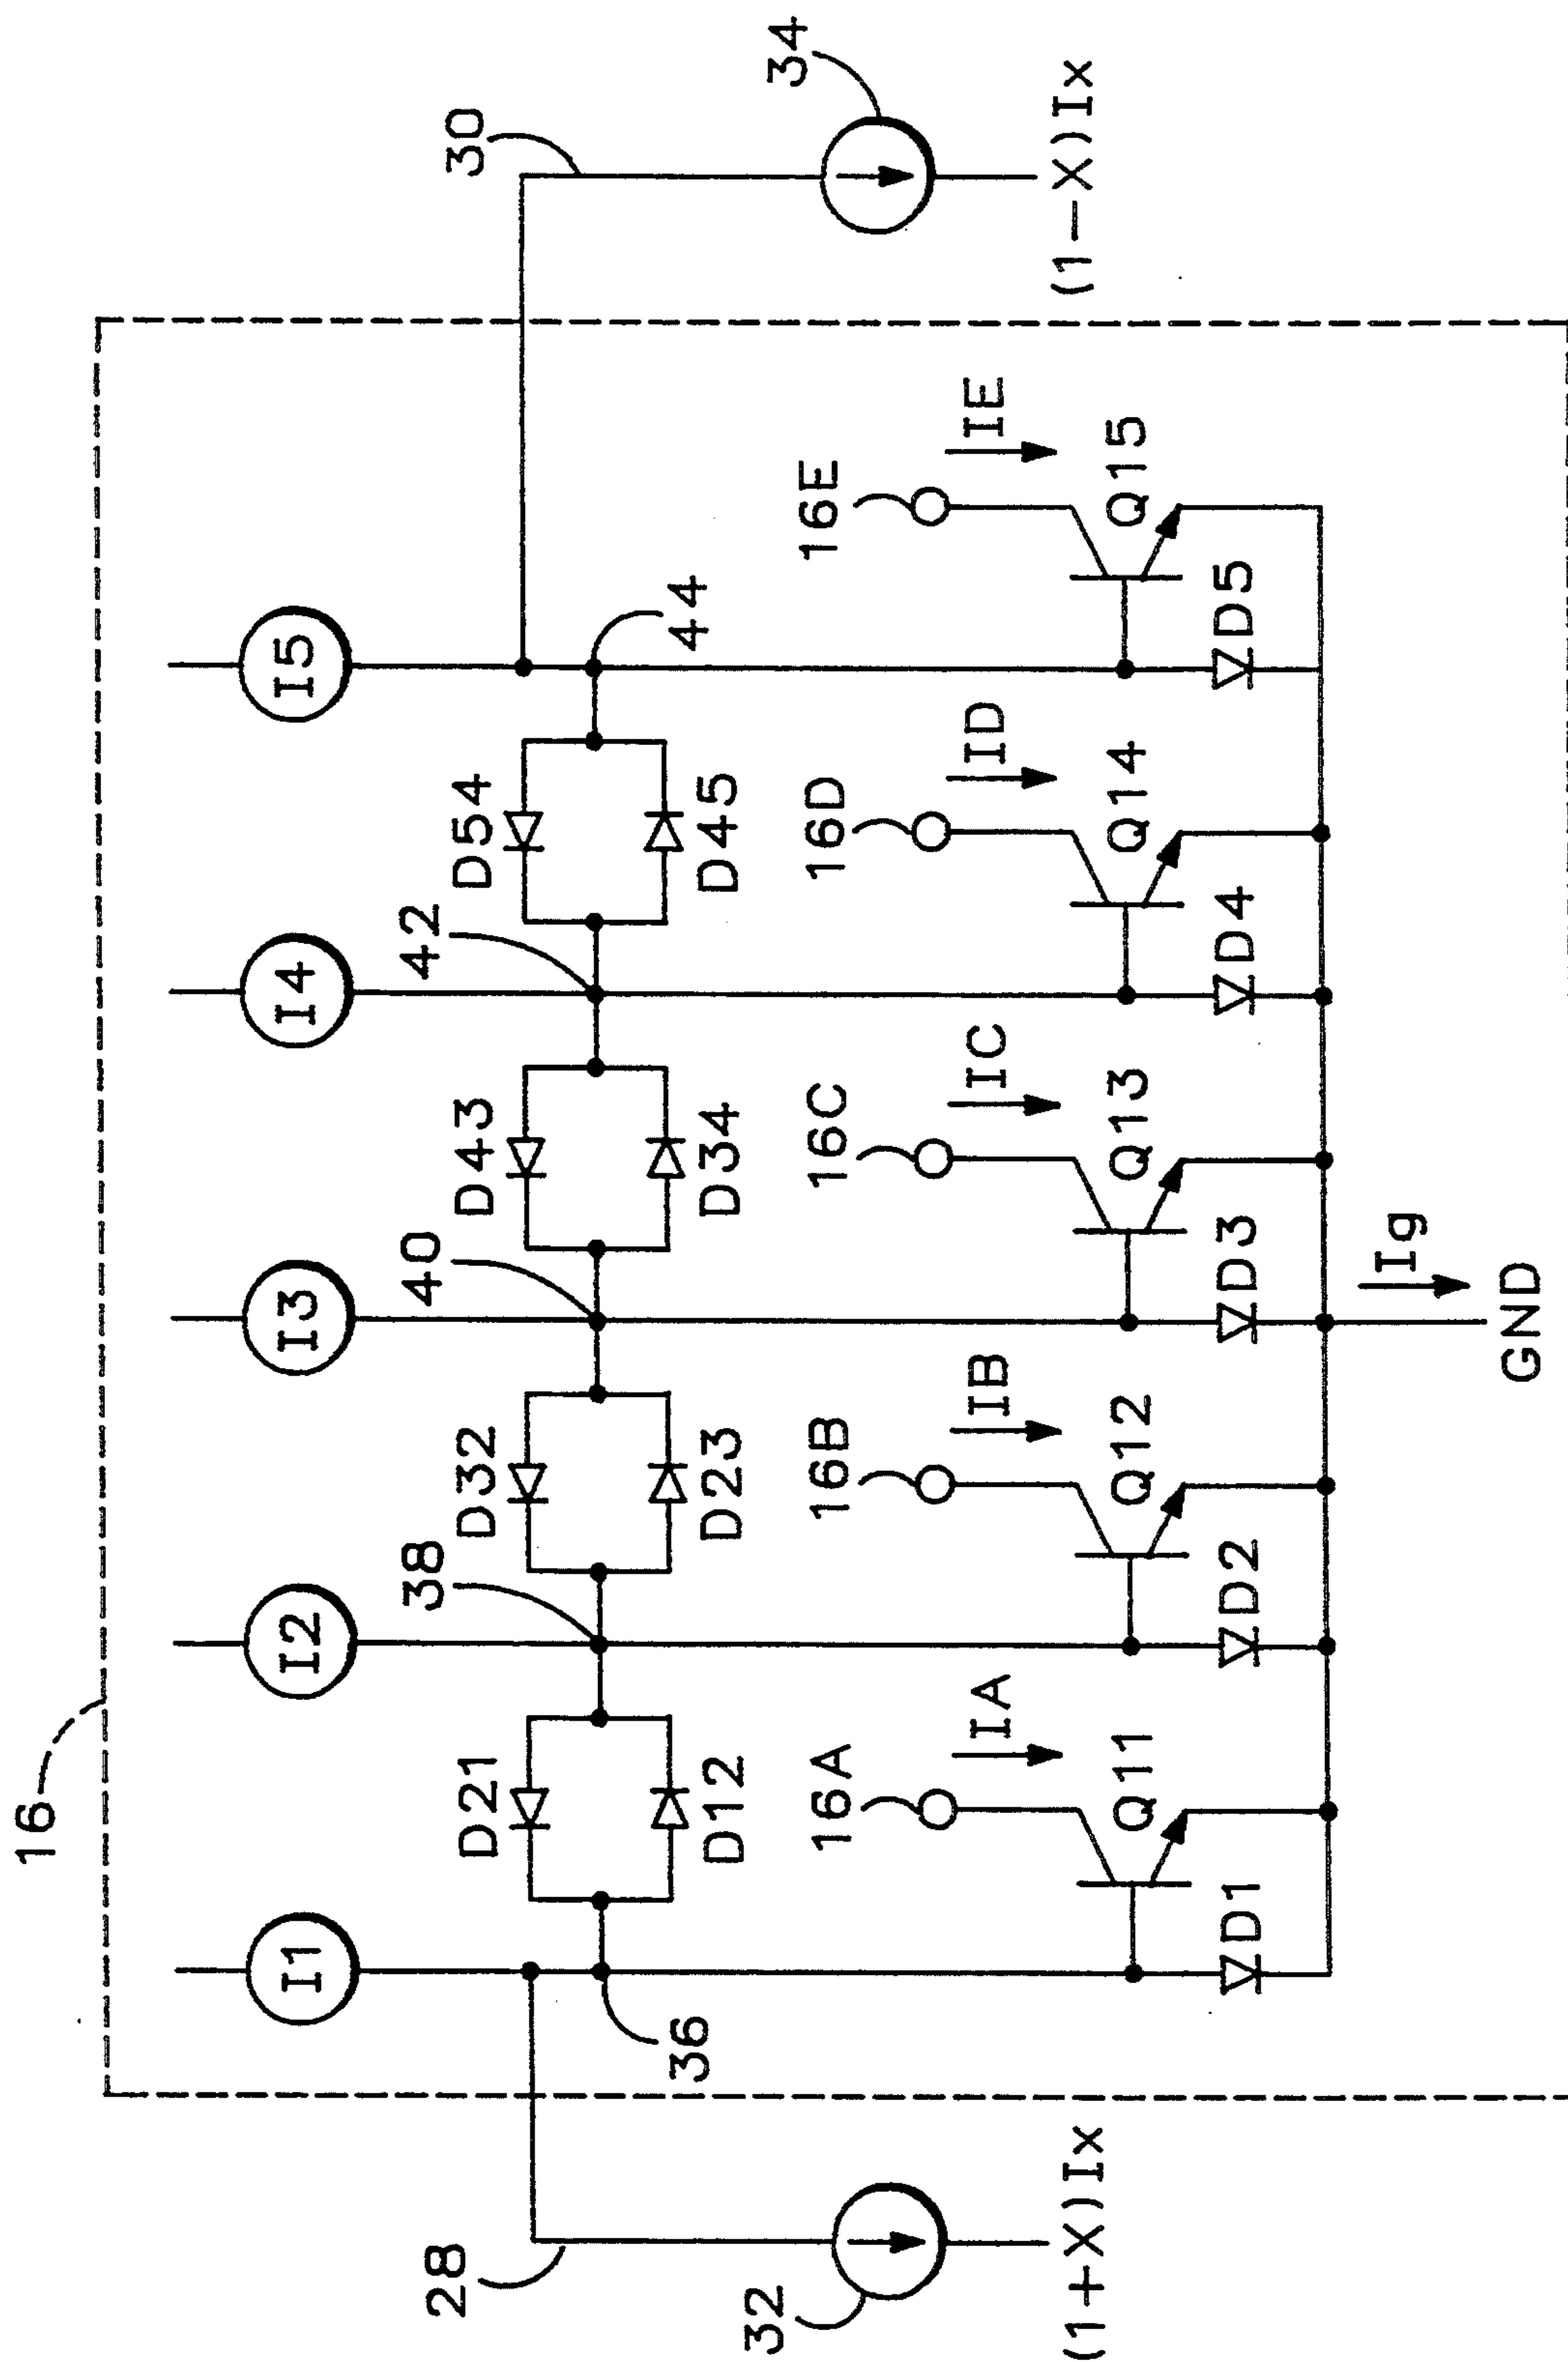 16
I1
I2
I3
I4
I5
28
30
36
38
40
42
44
D21
D32
D43
D54
D12
D23
D34
D45
32
34
(1+X)Ix
(1-X)Ix
16A
16B
16C
16D
16E
IA
IB
IC
ID
IE
Q11
Q12
Q13
Q14
Q15
D1
D2
D3
D4
D5
Ig
GND